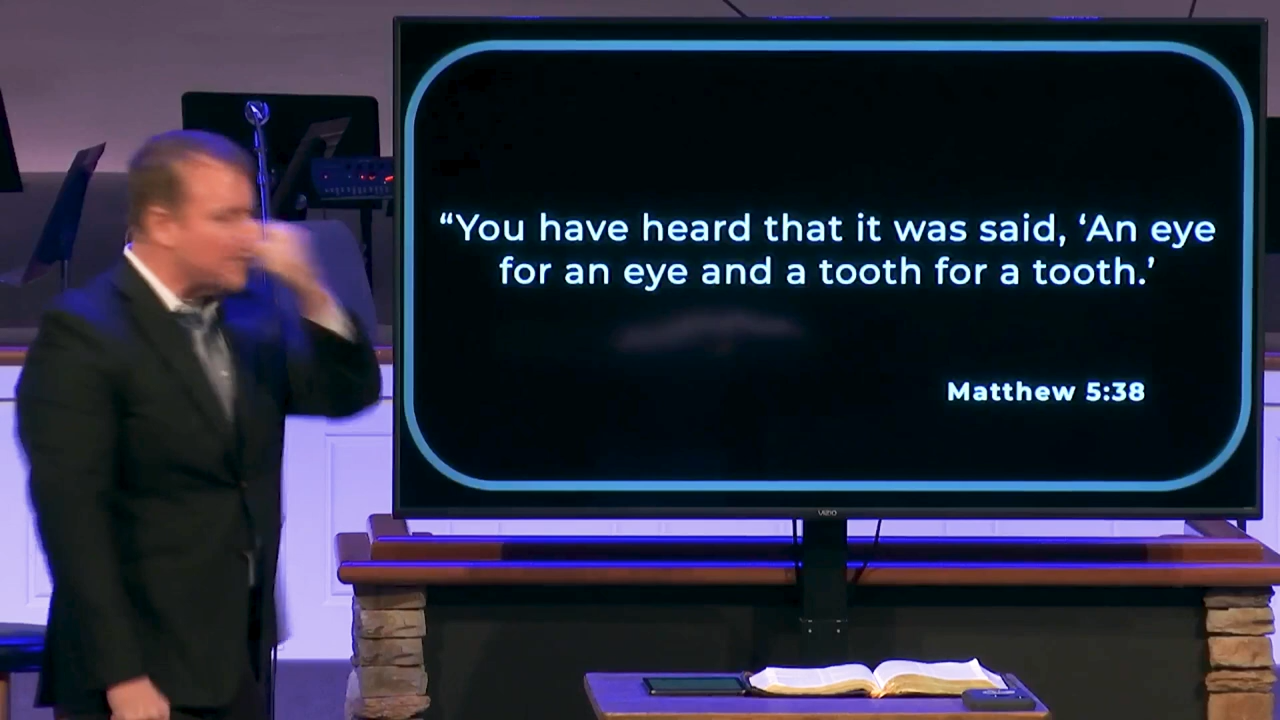 “You have heard that it was said, ‘An eye
for an eye and a tooth for a tooth.’
Matthew 5:38
VIZIO